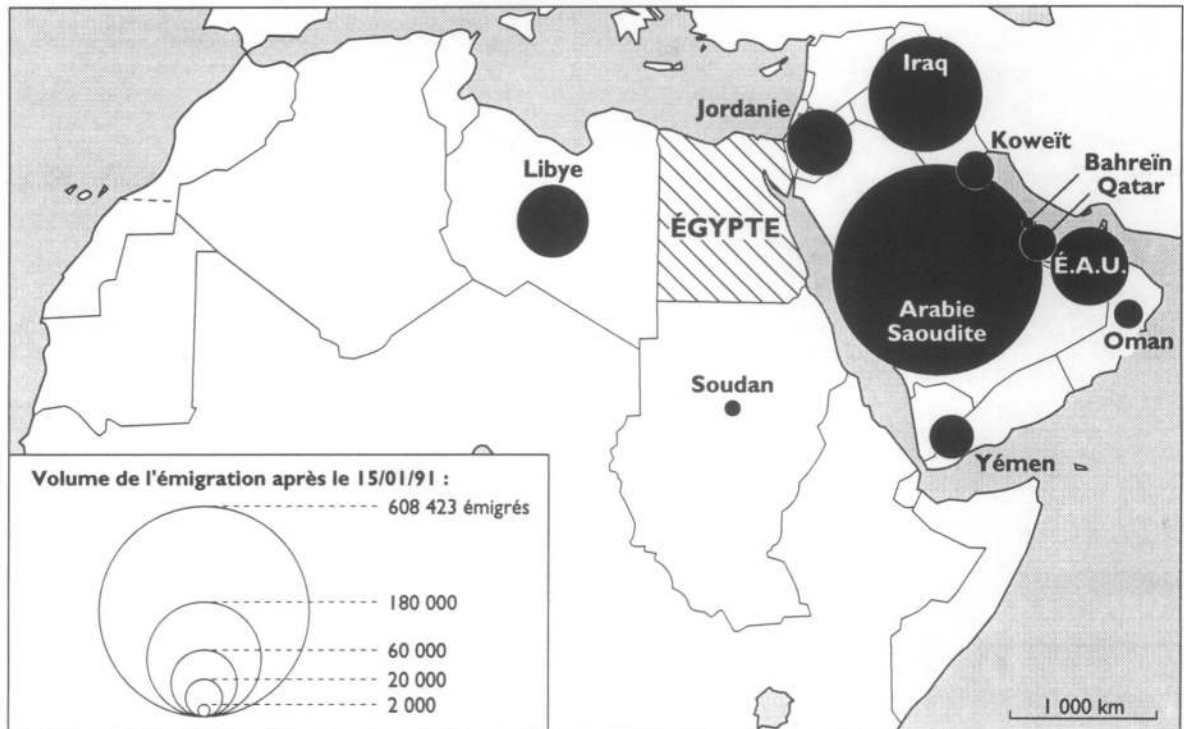 Iraq
Jordanie
Koweït
Libye
Bahreïn
Qatar
ÉGYPTE
É.A.U.
Arabie
Saoudite
Oman
Soudan
Yémen
Volume de l'émigration après le 15/01/91 :
608 423 émigrés
180 000
60 000
20 000
2 000
1 000 km